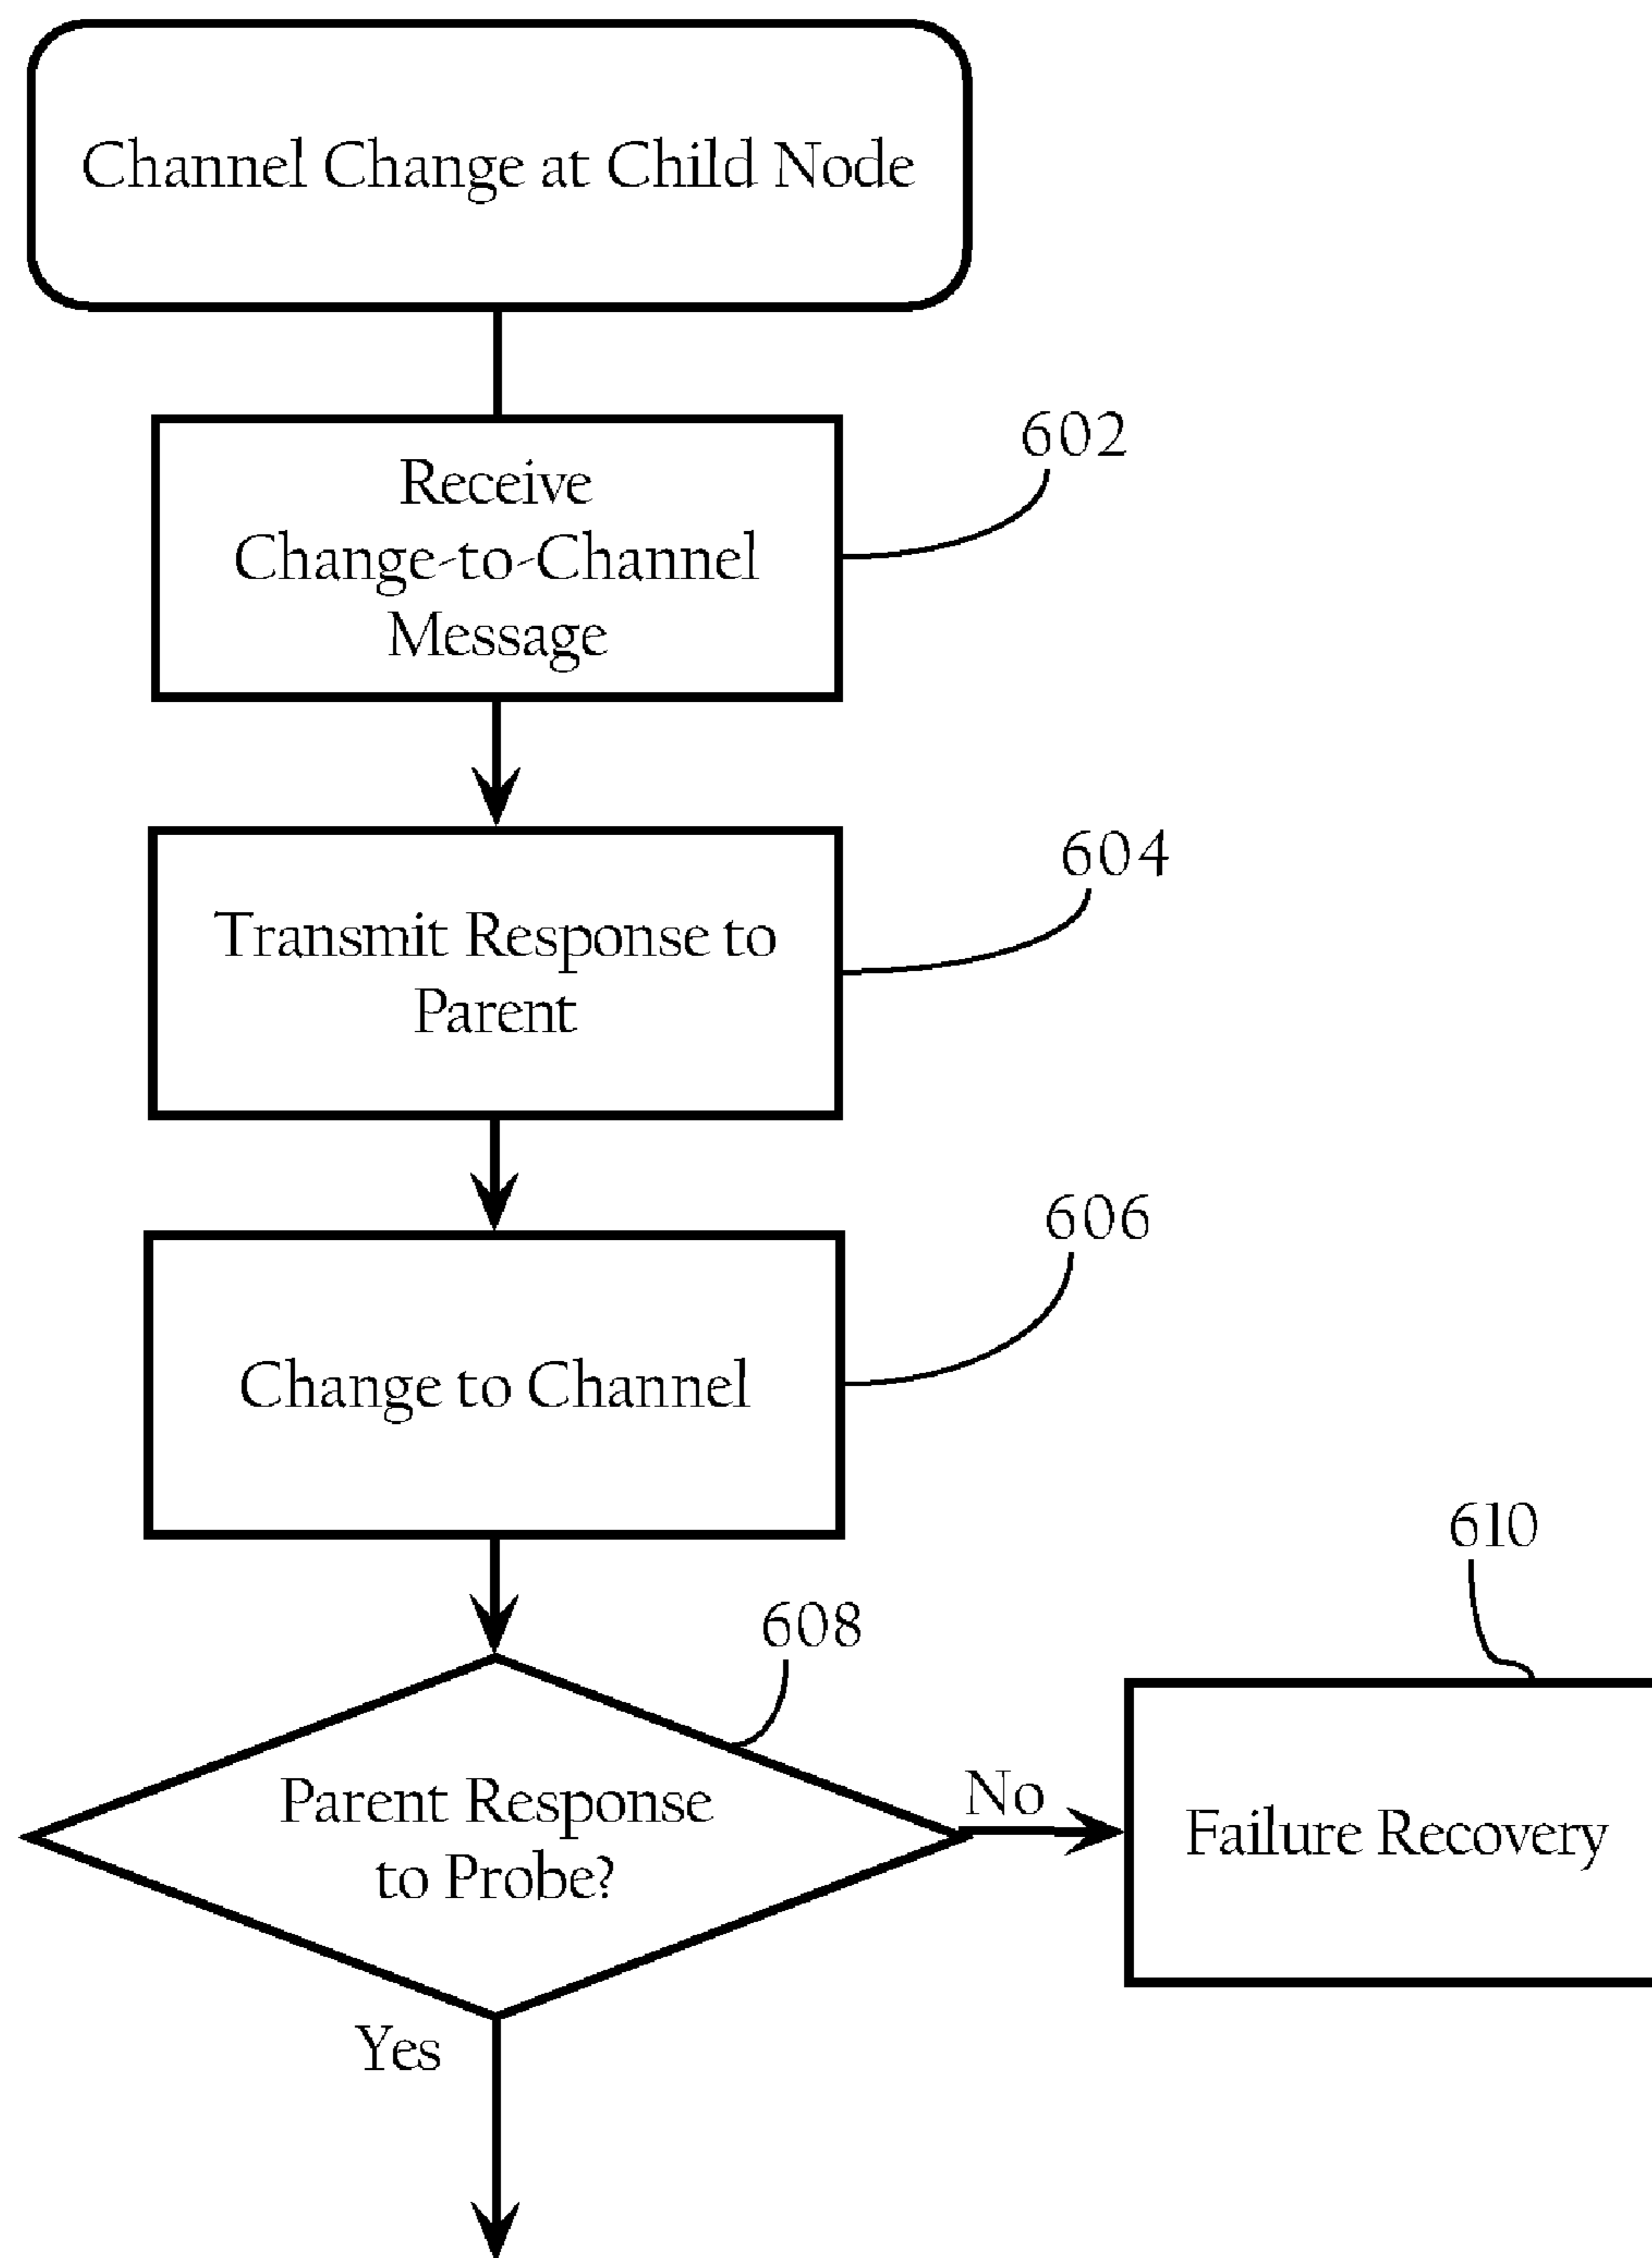 Channel Change at Child Node
602
Receive
Change-to-Channel
Message
604
Transmit Response to
Parent
606
Change to Channel
610
608
Parent Response
to Probe?
No
Failure Recovery
Yes